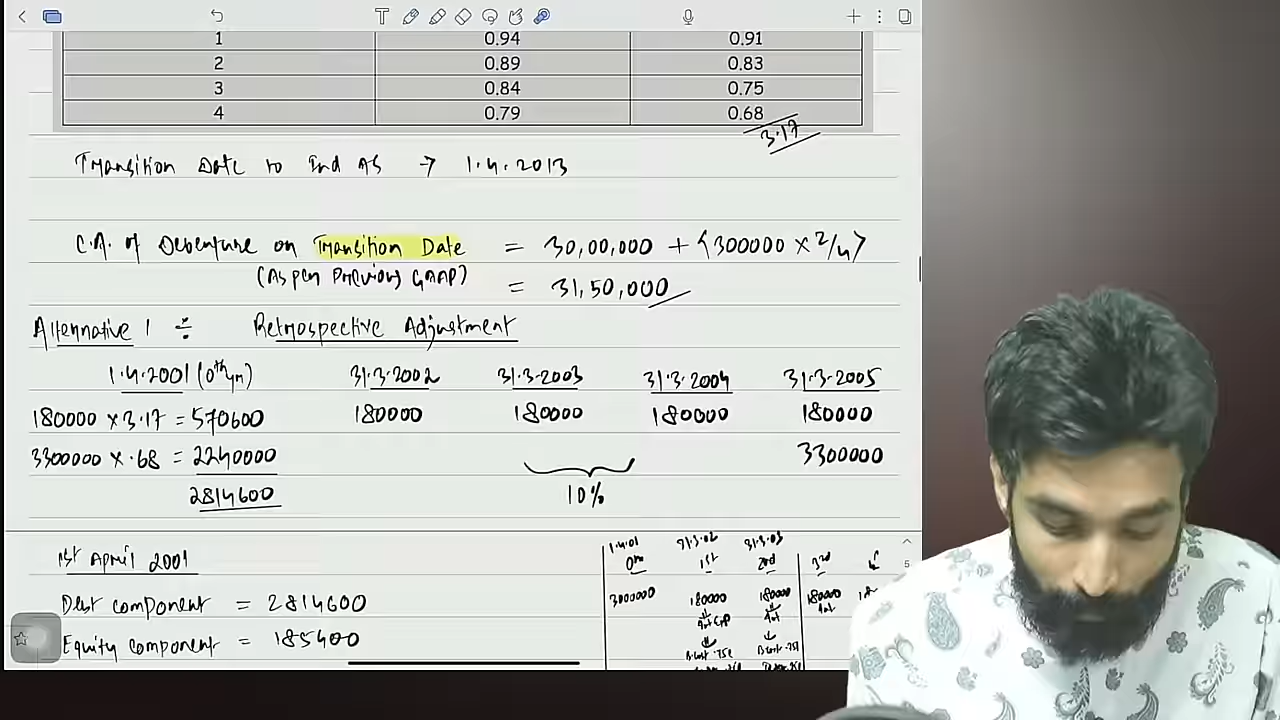 1 0.94 0.91
2 0.89 0.83
3 0.84 0.75
4 0.79 0.68
3.17
Transition Date to Ind AS → 1.4.2013
C.A. of Debenture on Transition Date = 30,00,000 + (300000 × 2/4)
(As per Previous GAAP) = 31,50,000
Alternative 1 ÷ Retrospective Adjustment
1.4.2001 (0th yr) 31.3.2002 31.3.2003 31.3.2004 31.3.2005
180000 × 3.17 = 570600 180000 180000 180000 180000
3300000 × .68 = 2240000 3300000
2814600 10%
1st April 2001
Debt component = 2814600
Equity component = 185400
1.4.01 31.3.02 31.3.03
1st 2nd 3rd
3000000 180000 180000 180000
5